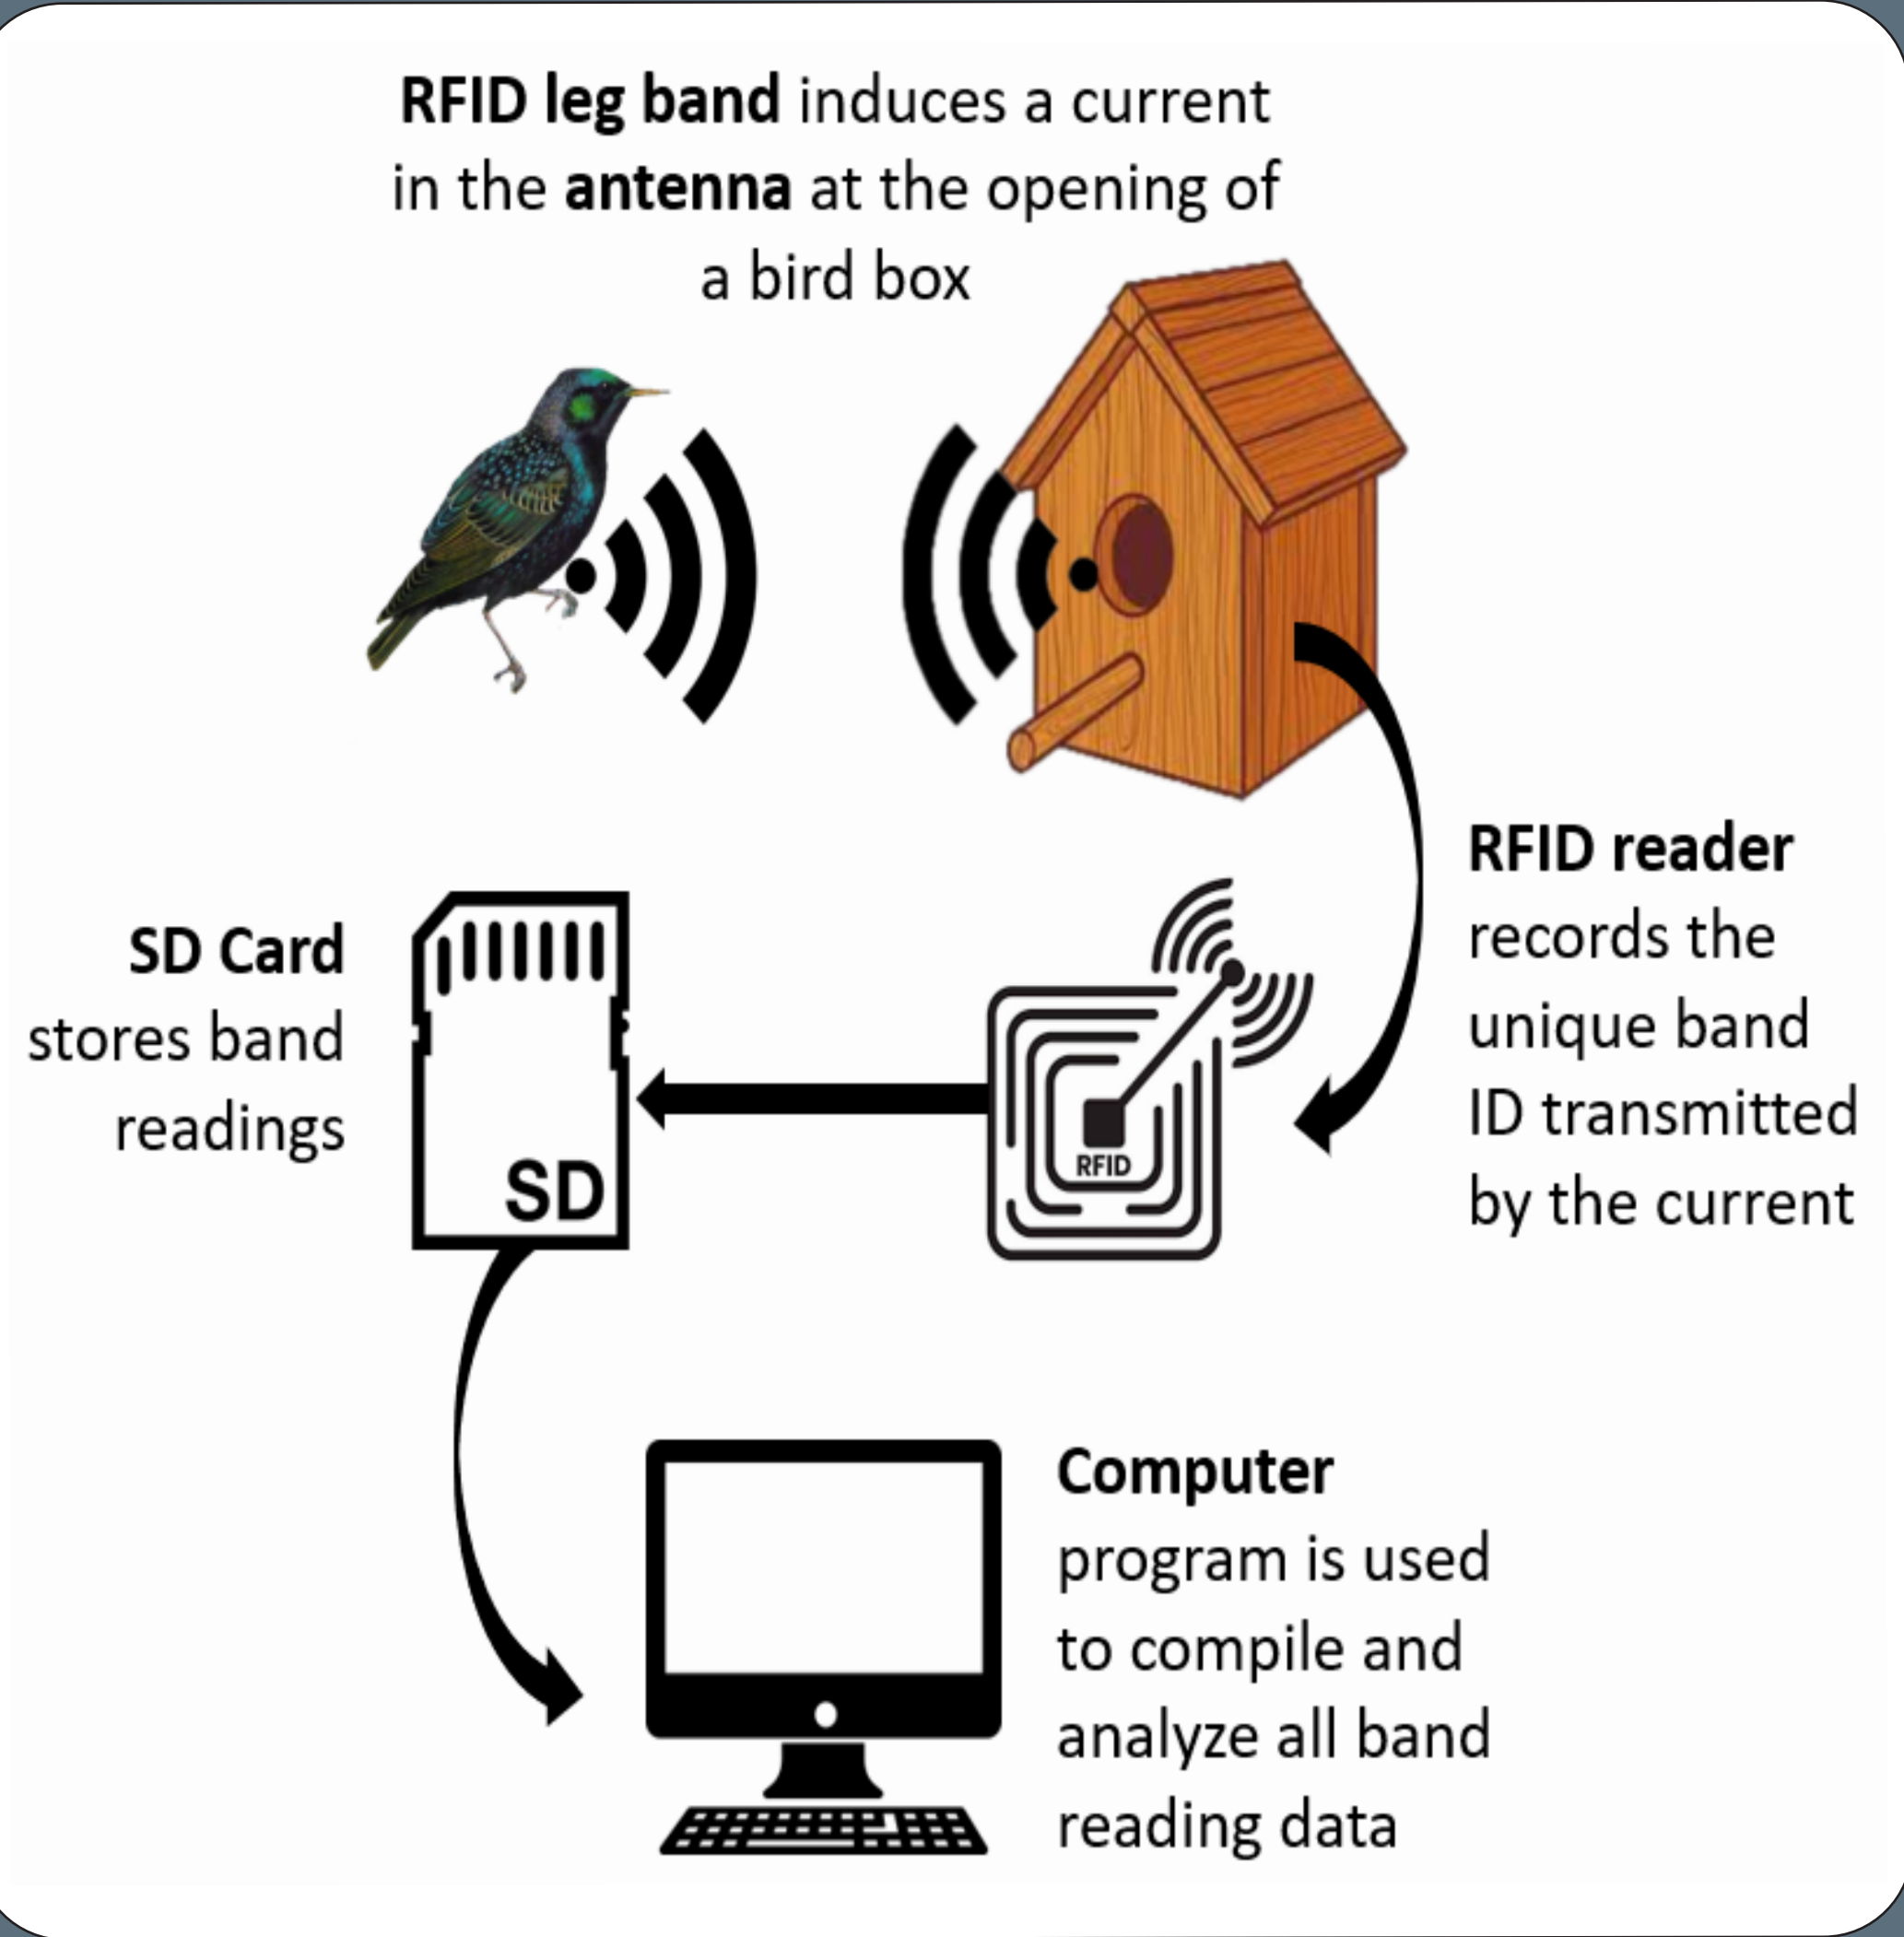 RFID leg band induces a current
in the antenna at the opening of
a bird box
RFID reader
records the
unique band
ID transmitted
by the current
RFID
SD Card
stores band
readings
SD
Computer
program is used
to compile and
analyze all band
reading data